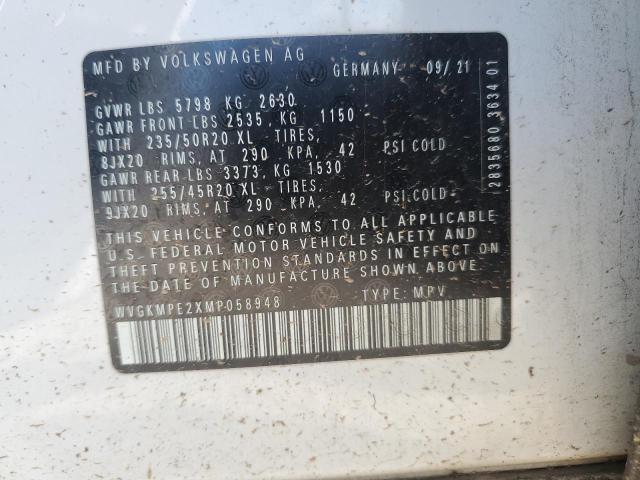 MFD BY VOLKSWAGEN AG
GERMANY 09/ 21
GVWR LBS 5798 KG 2630
GAWR FRONT LBS 2535, KG 1150
WITH 235/50R20 XL TIRES,
8JX20 RIMS, AT 290 KPA, 42 PSI COLD
GAWR REAR LBS 3373, KG 1530
WITH 255/45R20 XL TIRES,
9JX20 RIMS, AT 290 KPA, 42 PSI.COLD
THIS VEHICLE CONFORMS TO ALL APPLICABLE
U.S. FEDERAL MOTOR VEHICLE SAFETY AND
THEFT PREVENTION STANDARDS IN EFFECT ON
THE DATE OF MANUFACTURE SHOWN ABOVE.
WVGKMPE2XMP058948 TYPE: MPV
2835680 3634 01